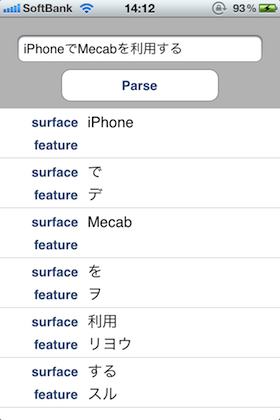 SoftBank 14:12 93%
iPhoneでMecabを利用する
Parse
surface iPhone
feature
surface で
feature デ
surface Mecab
feature
surface を
feature ヲ
surface 利用
feature リヨウ
surface する
feature スル